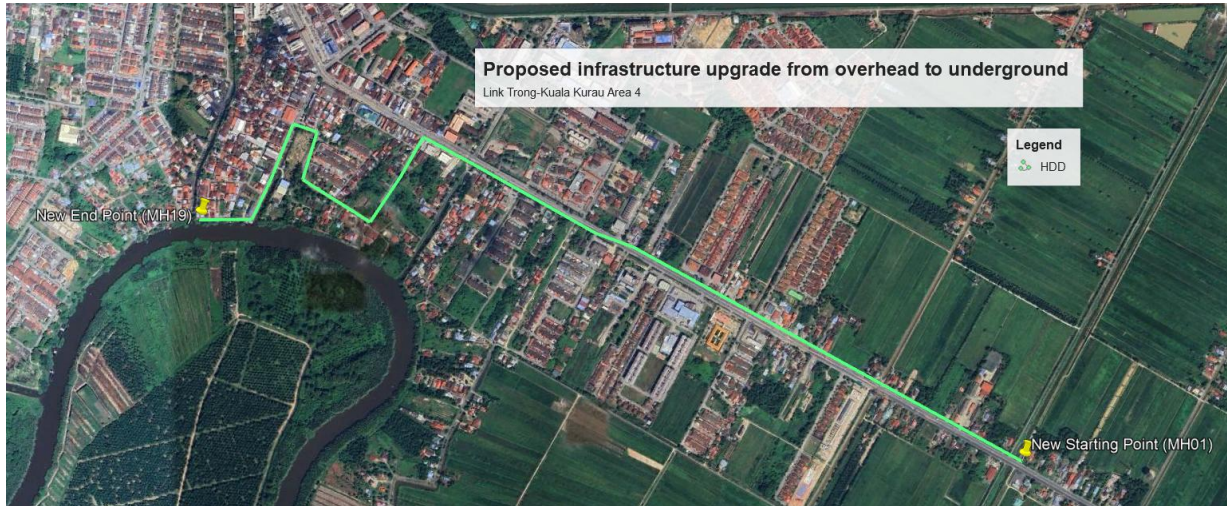 Proposed infrastructure upgrade from overhead to underground
Link Trong-Kuala Kurau Area 4
Legend
HDD
New End Point (MH19)
New Starting Point (MH01)